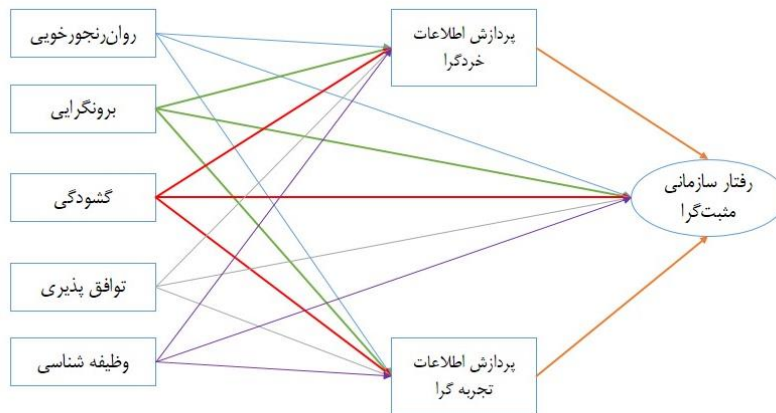 روان‌رنجورخویی
برونگرایی
گشودگی
توافق پذیری
وظیفه شناسی
پردازش اطلاعات
خردگرا
پردازش اطلاعات
تجربه گرا
رفتار سازمانی
مثبت‌گرا